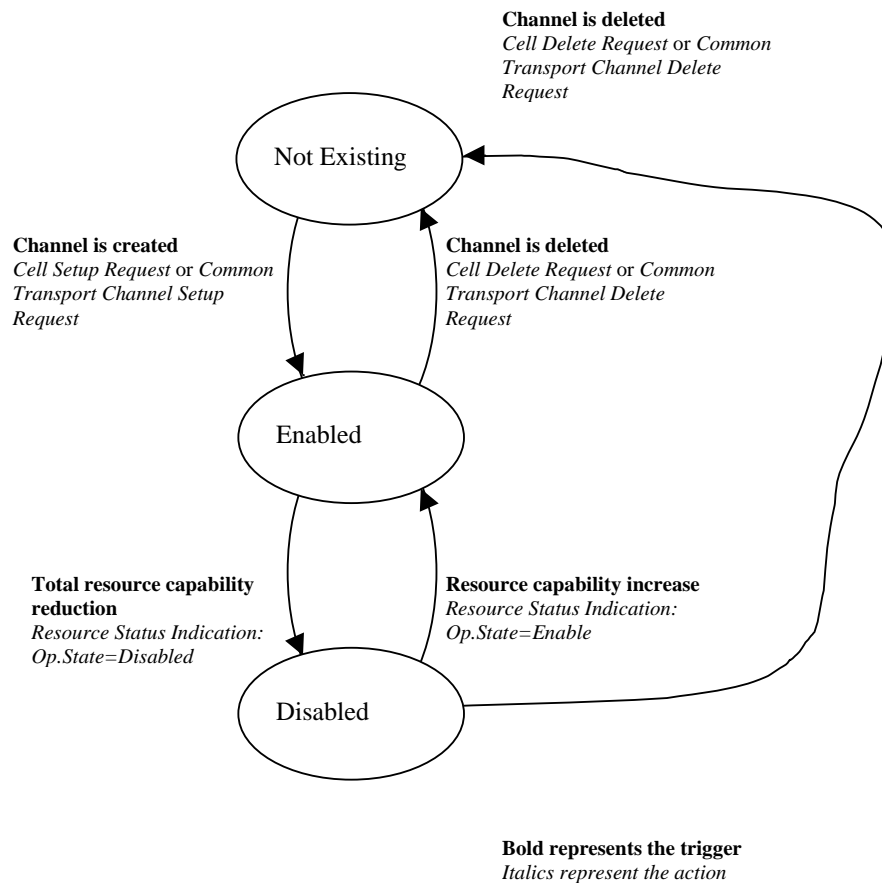 Channel is deleted
Cell Delete Request or Common
Transport Channel Delete
Request
Not Existing
Channel is created
Cell Setup Request or Common
Transport Channel Setup
Request
Channel is deleted
Cell Delete Request or Common
Transport Channel Delete
Request
Enabled
Total resource capability
reduction
Resource Status Indication:
Op.State=Disabled
Resource capability increase
Resource Status Indication:
Op.State=Enable
Disabled
Bold represents the trigger
Italics represent the action